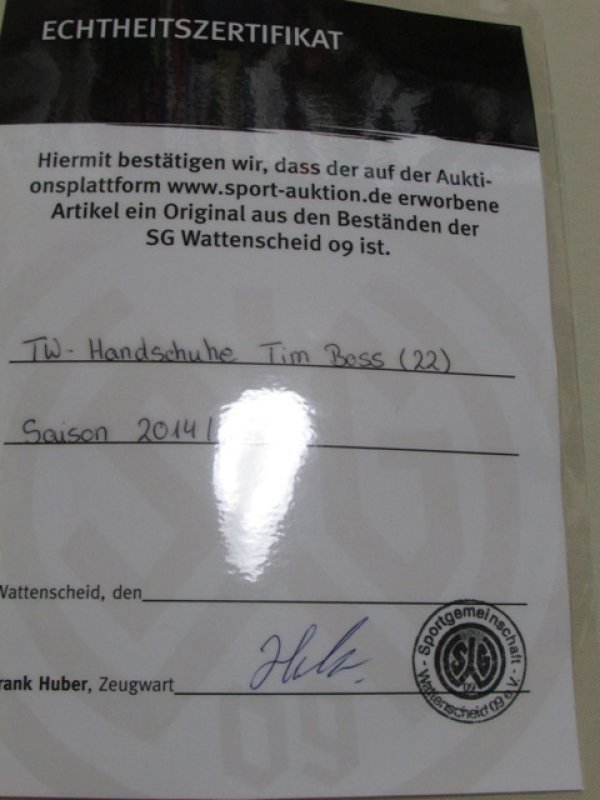 ECHTHEITSZERTIFIKAT
Hiermit bestätigen wir, dass der auf der Aukti-
onsplattform www.sport-auktion.de erworbene
Artikel ein Original aus den Beständen der
SG Wattenscheid 09 ist.
TW- Handschuhe Tim Boss (22)
Saison 2014/
Wattenscheid, den
rank Huber, Zeugwart
Sportgemeinschaft
SG
09
Wattenscheid 09 e.V.
09